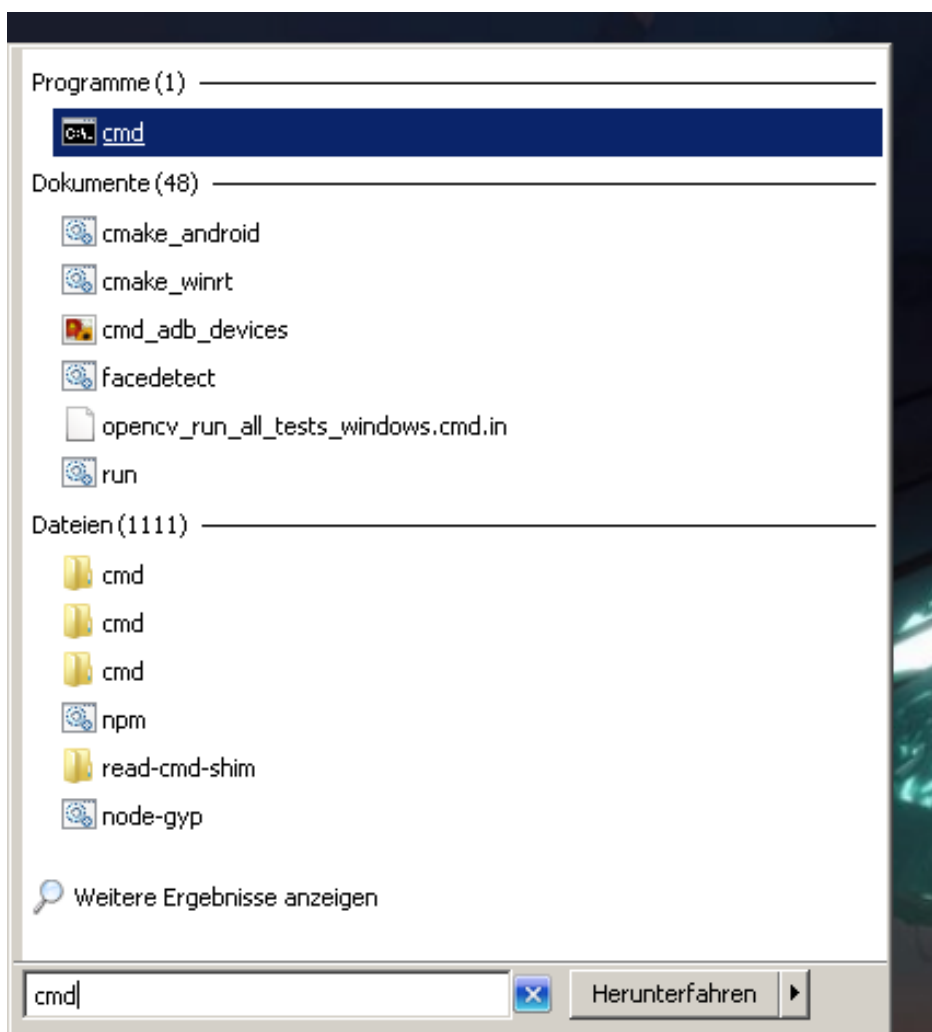 Programme (1)
C:\.
cmd
Dokumente (48)
cmake_android
cmake_winrt
cmd_adb_devices
facedetect
opencv_run_all_tests_windows.cmd.in
run
Dateien (1111)
cmd
cmd
cmd
npm
read-cmd-shim
node-gyp
Weitere Ergebnisse anzeigen
cmd
Herunterfahren